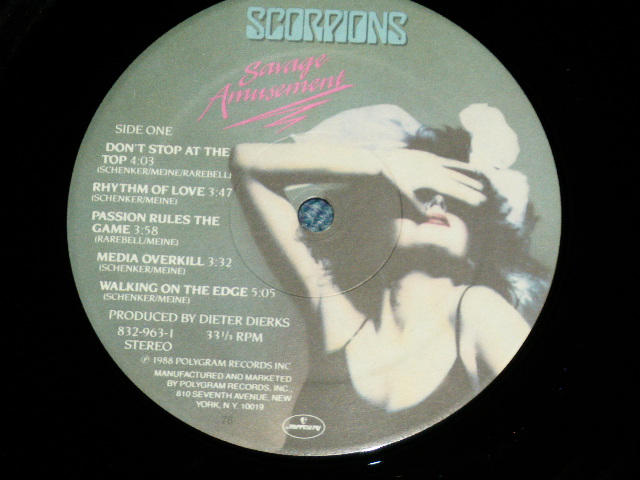 SCORPIONS
Savage
Amusement
SIDE ONE
DON'T STOP AT THE
TOP 4:03
(SCHENKER/MEINE/RAREBELL)
RHYTHM OF LOVE 3:47
(SCHENKER/MEINE)
PASSION RULES THE
GAME 3:58
(RAREBELL/MEINE)
MEDIA OVERKILL 3:32
(SCHENKER/MEINE)
WALKING ON THE EDGE 5:05
(SCHENKER/MEINE)
PRODUCED BY DIETER DIERKS
832-963-1 33⅓ RPM
STEREO
℗ 1988 POLYGRAM RECORDS INC
MANUFACTURED AND MARKETED
BY POLYGRAM RECORDS, INC.,
810 SEVENTH AVENUE, NEW
YORK, N.Y. 10019
76
mercury